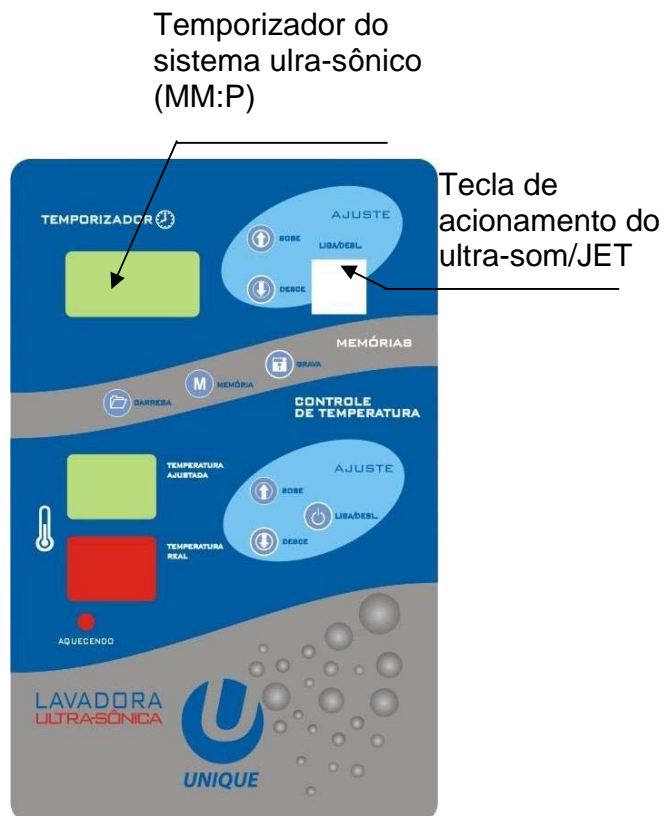 Temporizador do
sistema ulra-sônico
(MM:P)
Tecla de
acionamento do
ultra-som/JET
TEMPORIZADOR
AJUSTE
SOBE
LIGA/DESL.
DESCE
MEMÓRIAS
GRAVA
M MEMÓRIA
CARREGA
CONTROLE
DE TEMPERATURA
TEMPERATURA
AJUSTADA
AJUSTE
SOBE
LIGA/DESL.
DESCE
TEMPERATURA
REAL
AQUECENDO
LAVADORA
ULTRA-SÔNICA
UNIQUE